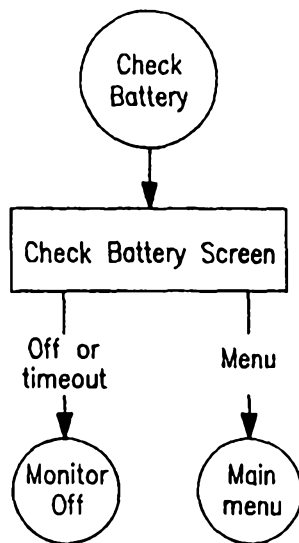 Check
Battery
Check Battery Screen
Off or
timeout
Menu
Monitor
Off
Main
menu